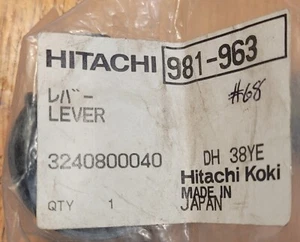 HITACHI 981-963
レバー #68
LEVER
3240800040 DH 38YE
Hitachi Koki
MADE IN
QTY 1 JAPAN